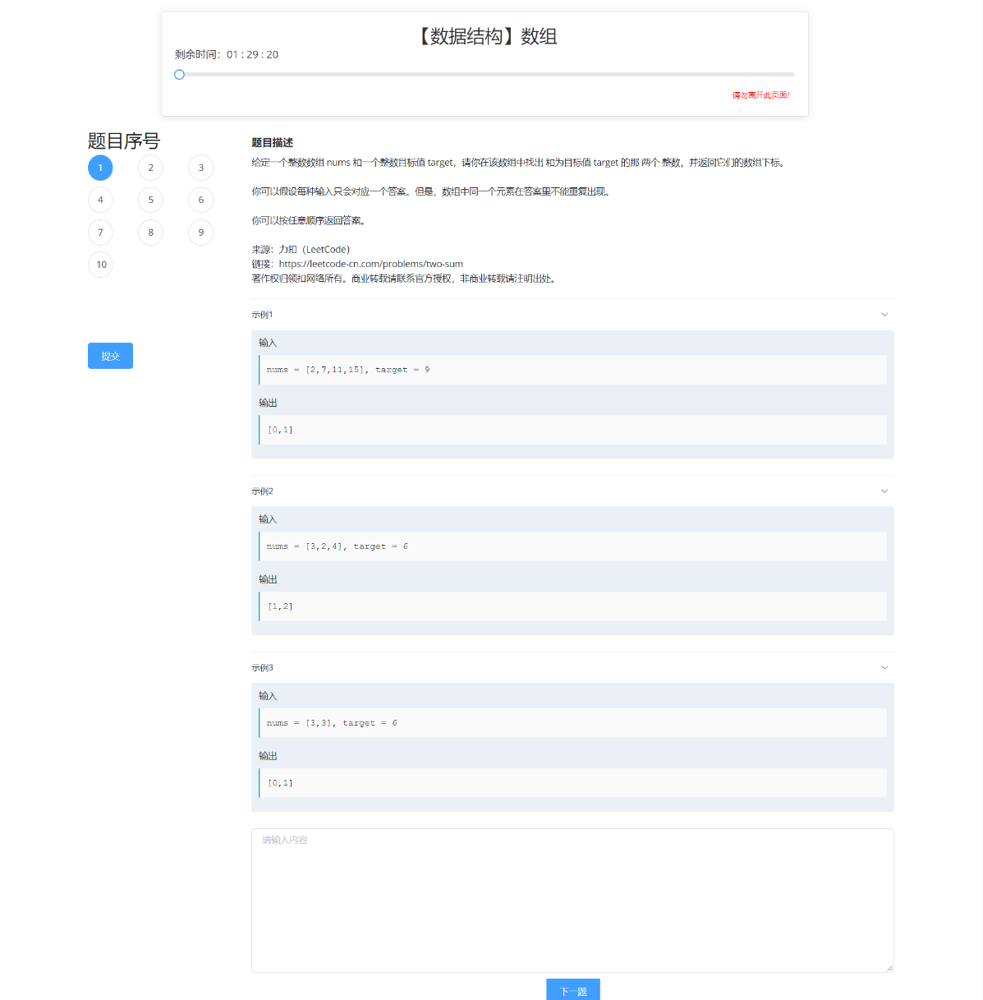 【数据结构】数组
剩余时间：01 : 29 : 20
请勿离开此页面！
题目序号
1 2 3
4 5 6
7 8 9
10
提交
题目描述
给定一个整数数组 nums 和一个整数目标值 target，请你在该数组中找出 和为目标值 target 的那 两个 整数，并返回它们的数组下标。
你可以假设每种输入只会对应一个答案。但是，数组中同一个元素在答案里不能重复出现。
你可以按任意顺序返回答案。
来源：力扣（LeetCode）
链接：https://leetcode-cn.com/problems/two-sum
著作权归领扣网络所有。商业转载请联系官方授权，非商业转载请注明出处。
示例1
输入
nums = [2,7,11,15], target = 9
输出
[0,1]
示例2
输入
nums = [3,2,4], target = 6
输出
[1,2]
示例3
输入
nums = [3,3], target = 6
输出
[0,1]
请输入内容
下一题